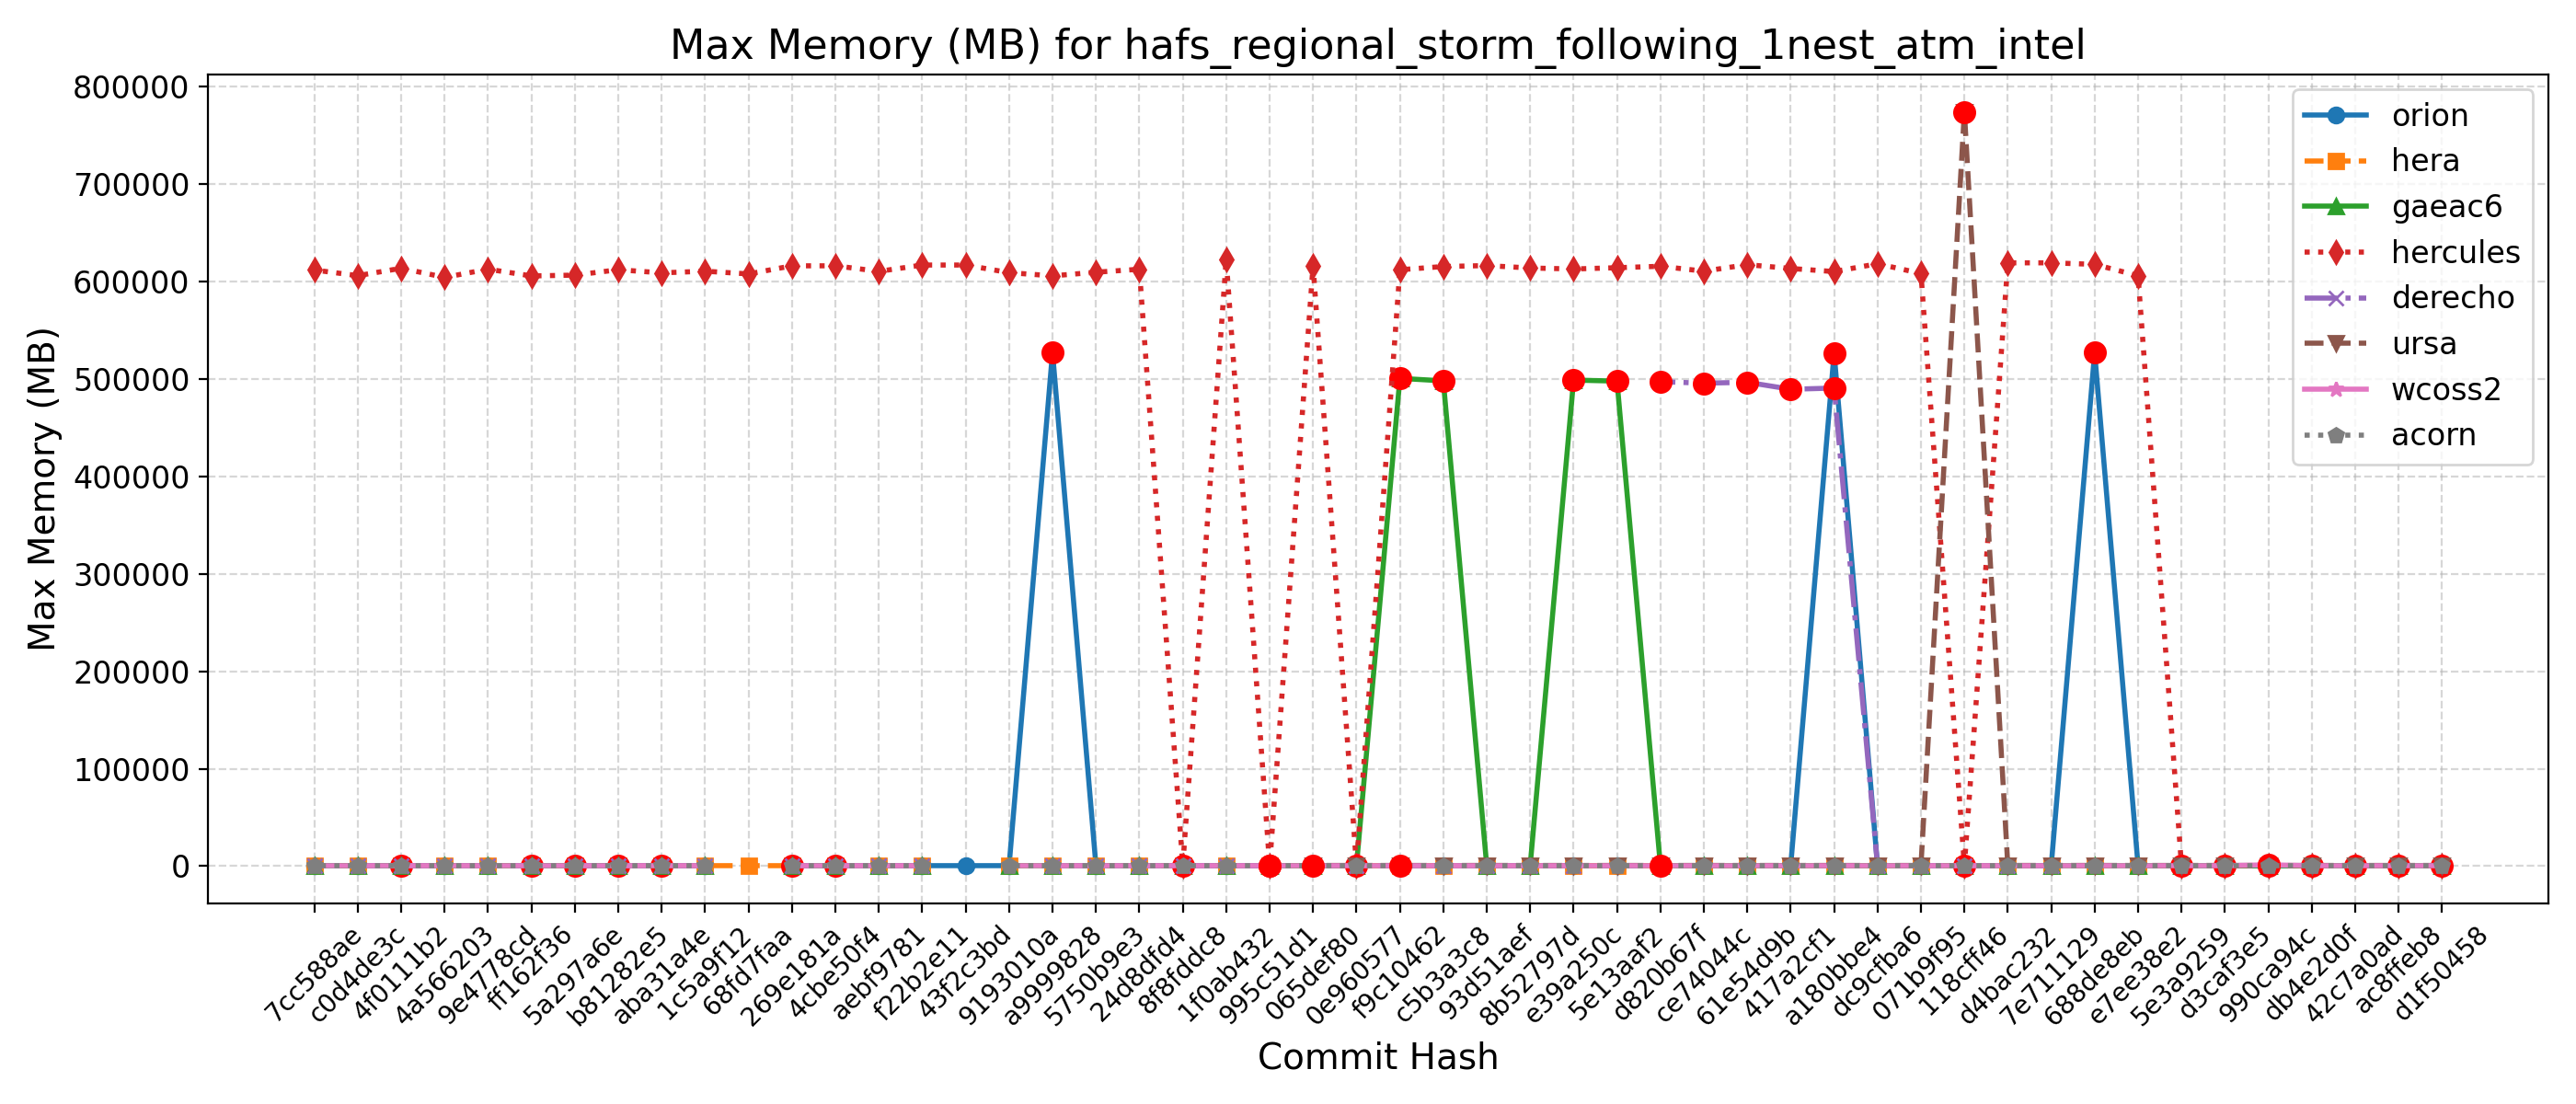 Max Memory (MB) for hafs_regional_storm_following_1nest_atm_intel
Max Memory (MB)
800000
700000
600000
500000
400000
300000
200000
100000
0
orion
hera
gaeac6
hercules
derecho
ursa
wcoss2
acorn
7cc588ae
c0d4de3c
4f0111b2
4a566203
9e4778cd
ff162f36
5a297a6e
b81282e5
aba31a4e
1c5a9f12
68fd7faa
269e181a
4cbe50f4
aebf9781
f22b2e11
43f2c3bd
9193010a
a9999828
5750b9e3
24d8dfd4
8f8fddc8
1f0ab432
995c51d1
065def80
0e960577
f9c10462
c5b3a3c8
93d51aef
8b52797d
e39a250c
5e13aaf2
d820b67f
ce74044c
61e54d9b
417a2cf1
a180bbe4
dc9cfba6
071b9f95
118cff46
d4bac232
7e711129
688de8eb
e7ee38e2
5e3a9259
d3caf3e5
990ca94c
db4e2d0f
42c7a0ad
ac8ffeb8
d1f50458
Commit Hash